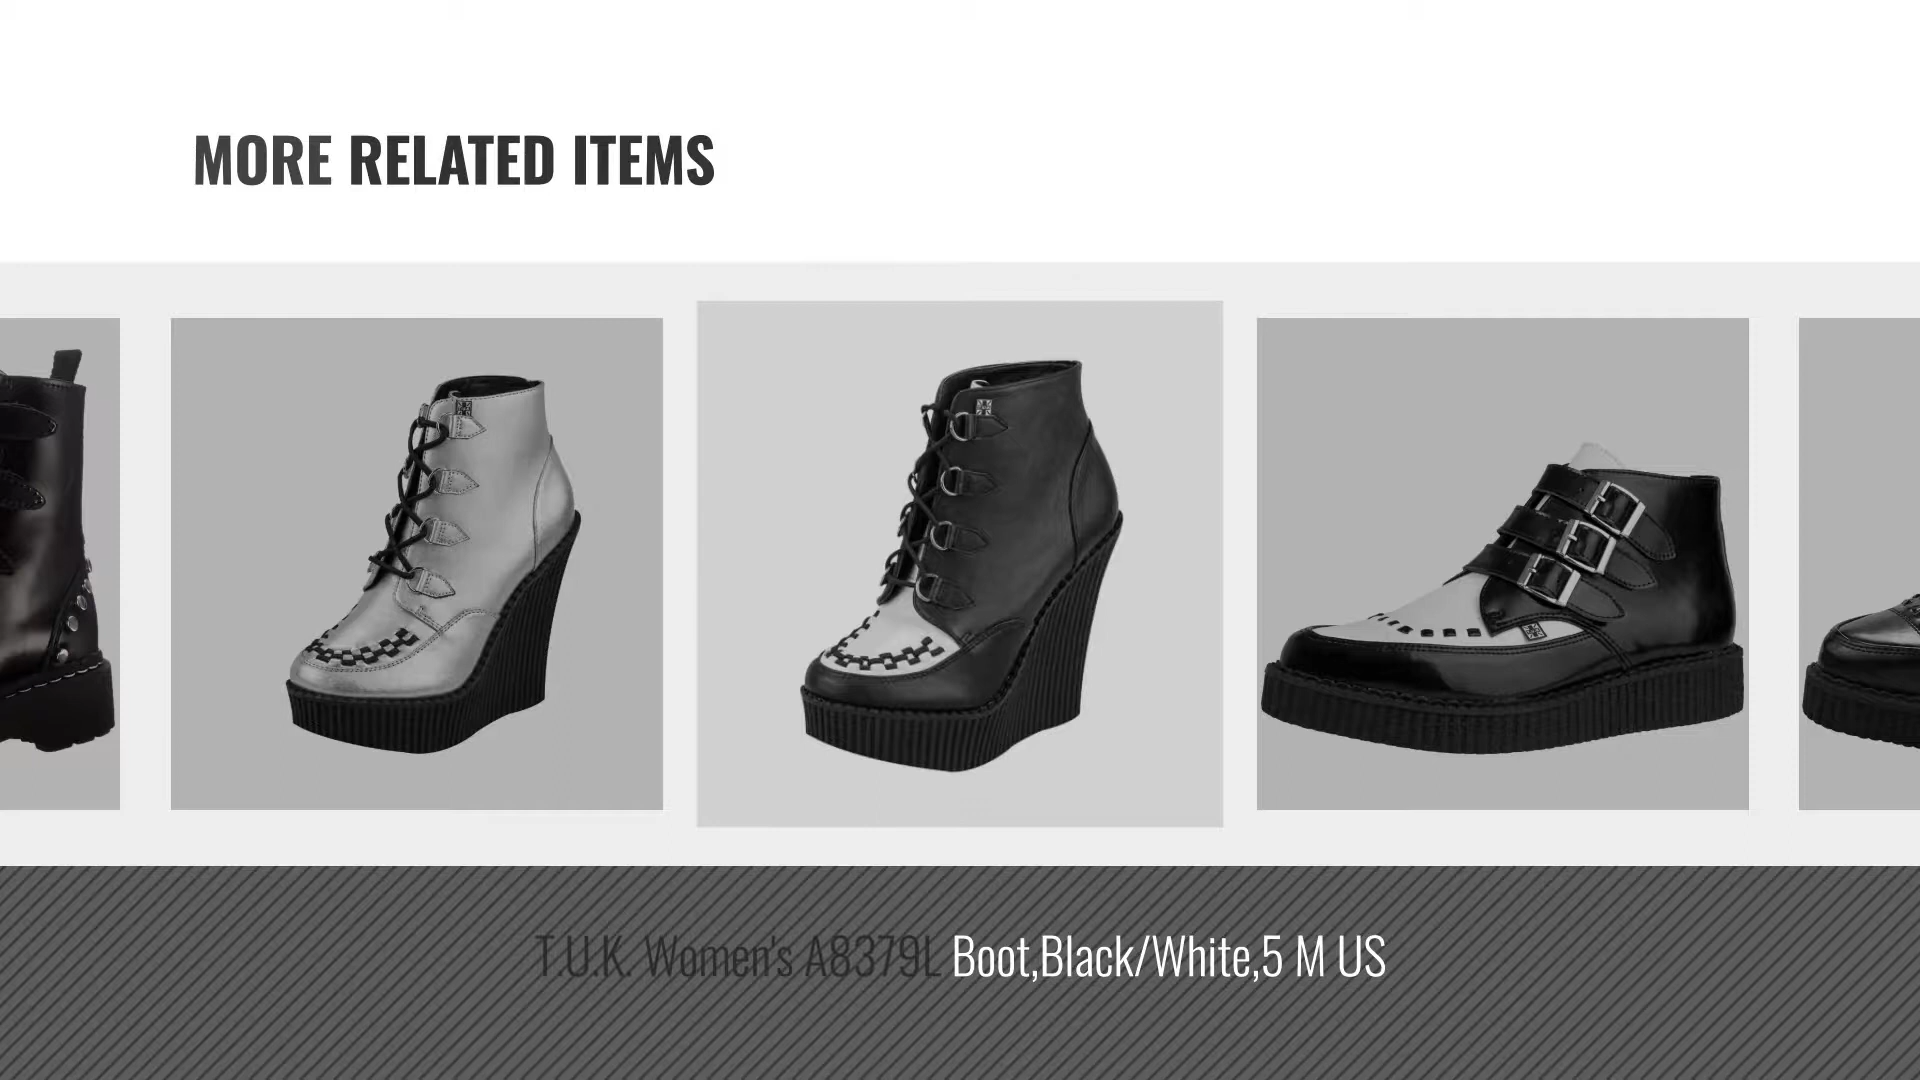 MORE RELATED ITEMS
T.U.K. Women's A8379L Boot,Black/White,5 M US